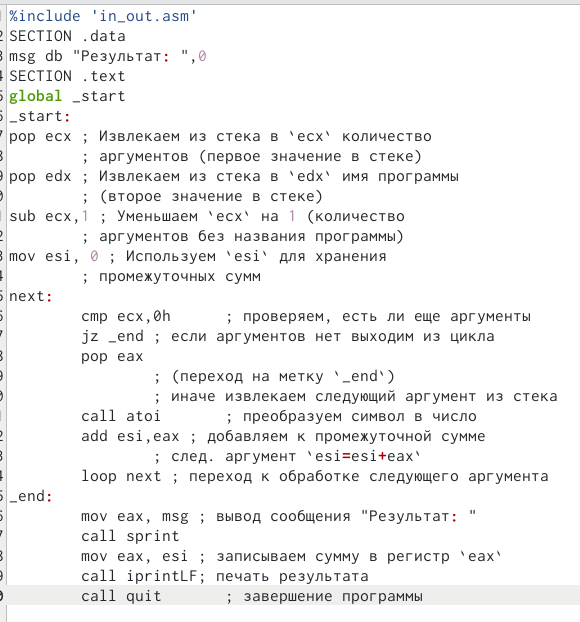 %include 'in_out.asm'
SECTION .data
msg db "Результат: ",0
SECTION .text
global _start
_start:
pop ecx ; Извлекаем из стека в `ecx` количество
; аргументов (первое значение в стеке)
pop edx ; Извлекаем из стека в `edx` имя программы
; (второе значение в стеке)
sub ecx,1 ; Уменьшаем `ecx` на 1 (количество
; аргументов без названия программы)
mov esi, 0 ; Используем `esi` для хранения
; промежуточных сумм
next:
cmp ecx,0h ; проверяем, есть ли еще аргументы
jz _end ; если аргументов нет выходим из цикла
pop eax
; (переход на метку `_end`)
; иначе извлекаем следующий аргумент из стека
call atoi ; преобразуем символ в число
add esi,eax ; добавляем к промежуточной сумме
; след. аргумент `esi=esi+eax`
loop next ; переход к обработке следующего аргумента
_end:
mov eax, msg ; вывод сообщения "Результат: "
call sprint
mov eax, esi ; записываем сумму в регистр `eax`
call iprintLF; печать результата
call quit ; завершение программы